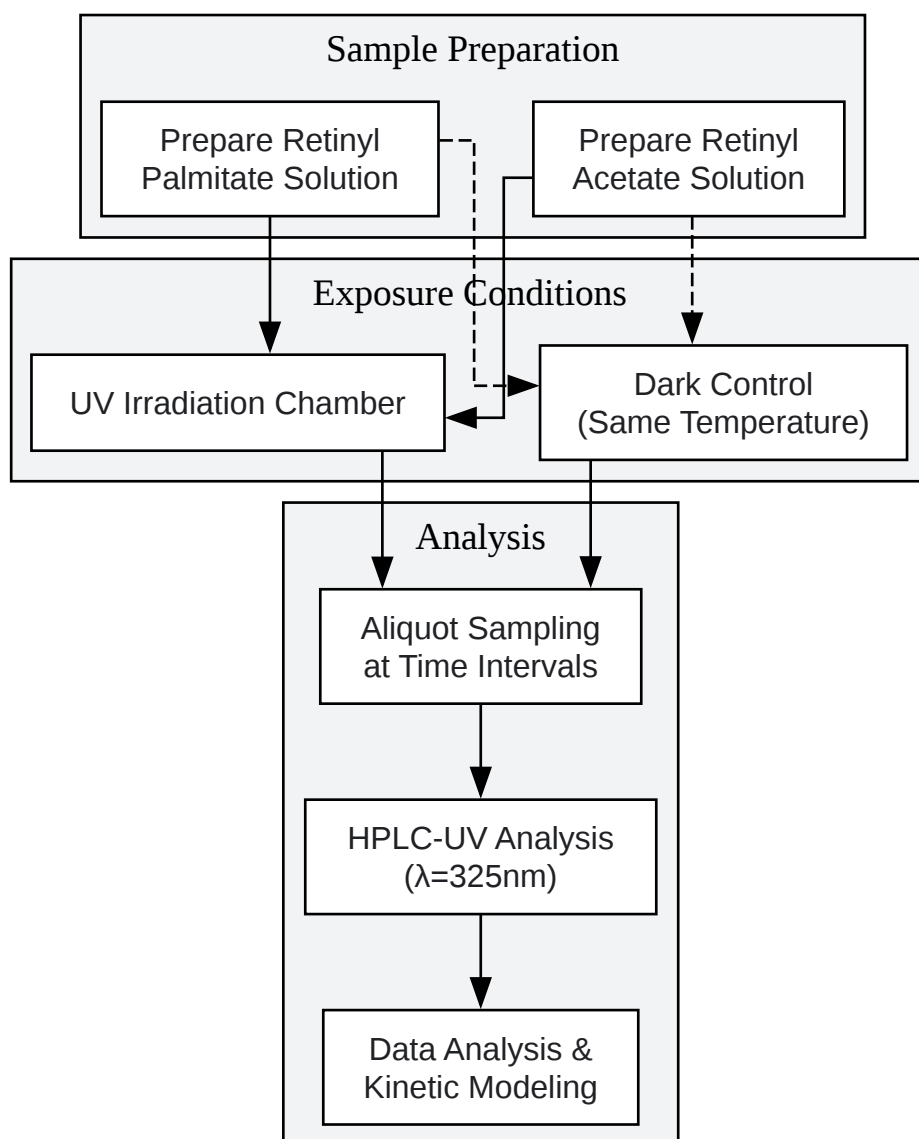 Sample Preparation
Prepare Retinyl
Palmitate Solution
Prepare Retinyl
Acetate Solution
Exposure Conditions
UV Irradiation Chamber
Dark Control
(Same Temperature)
Analysis
Aliquot Sampling
at Time Intervals
HPLC-UV Analysis
(λ=325nm)
Data Analysis &
Kinetic Modeling